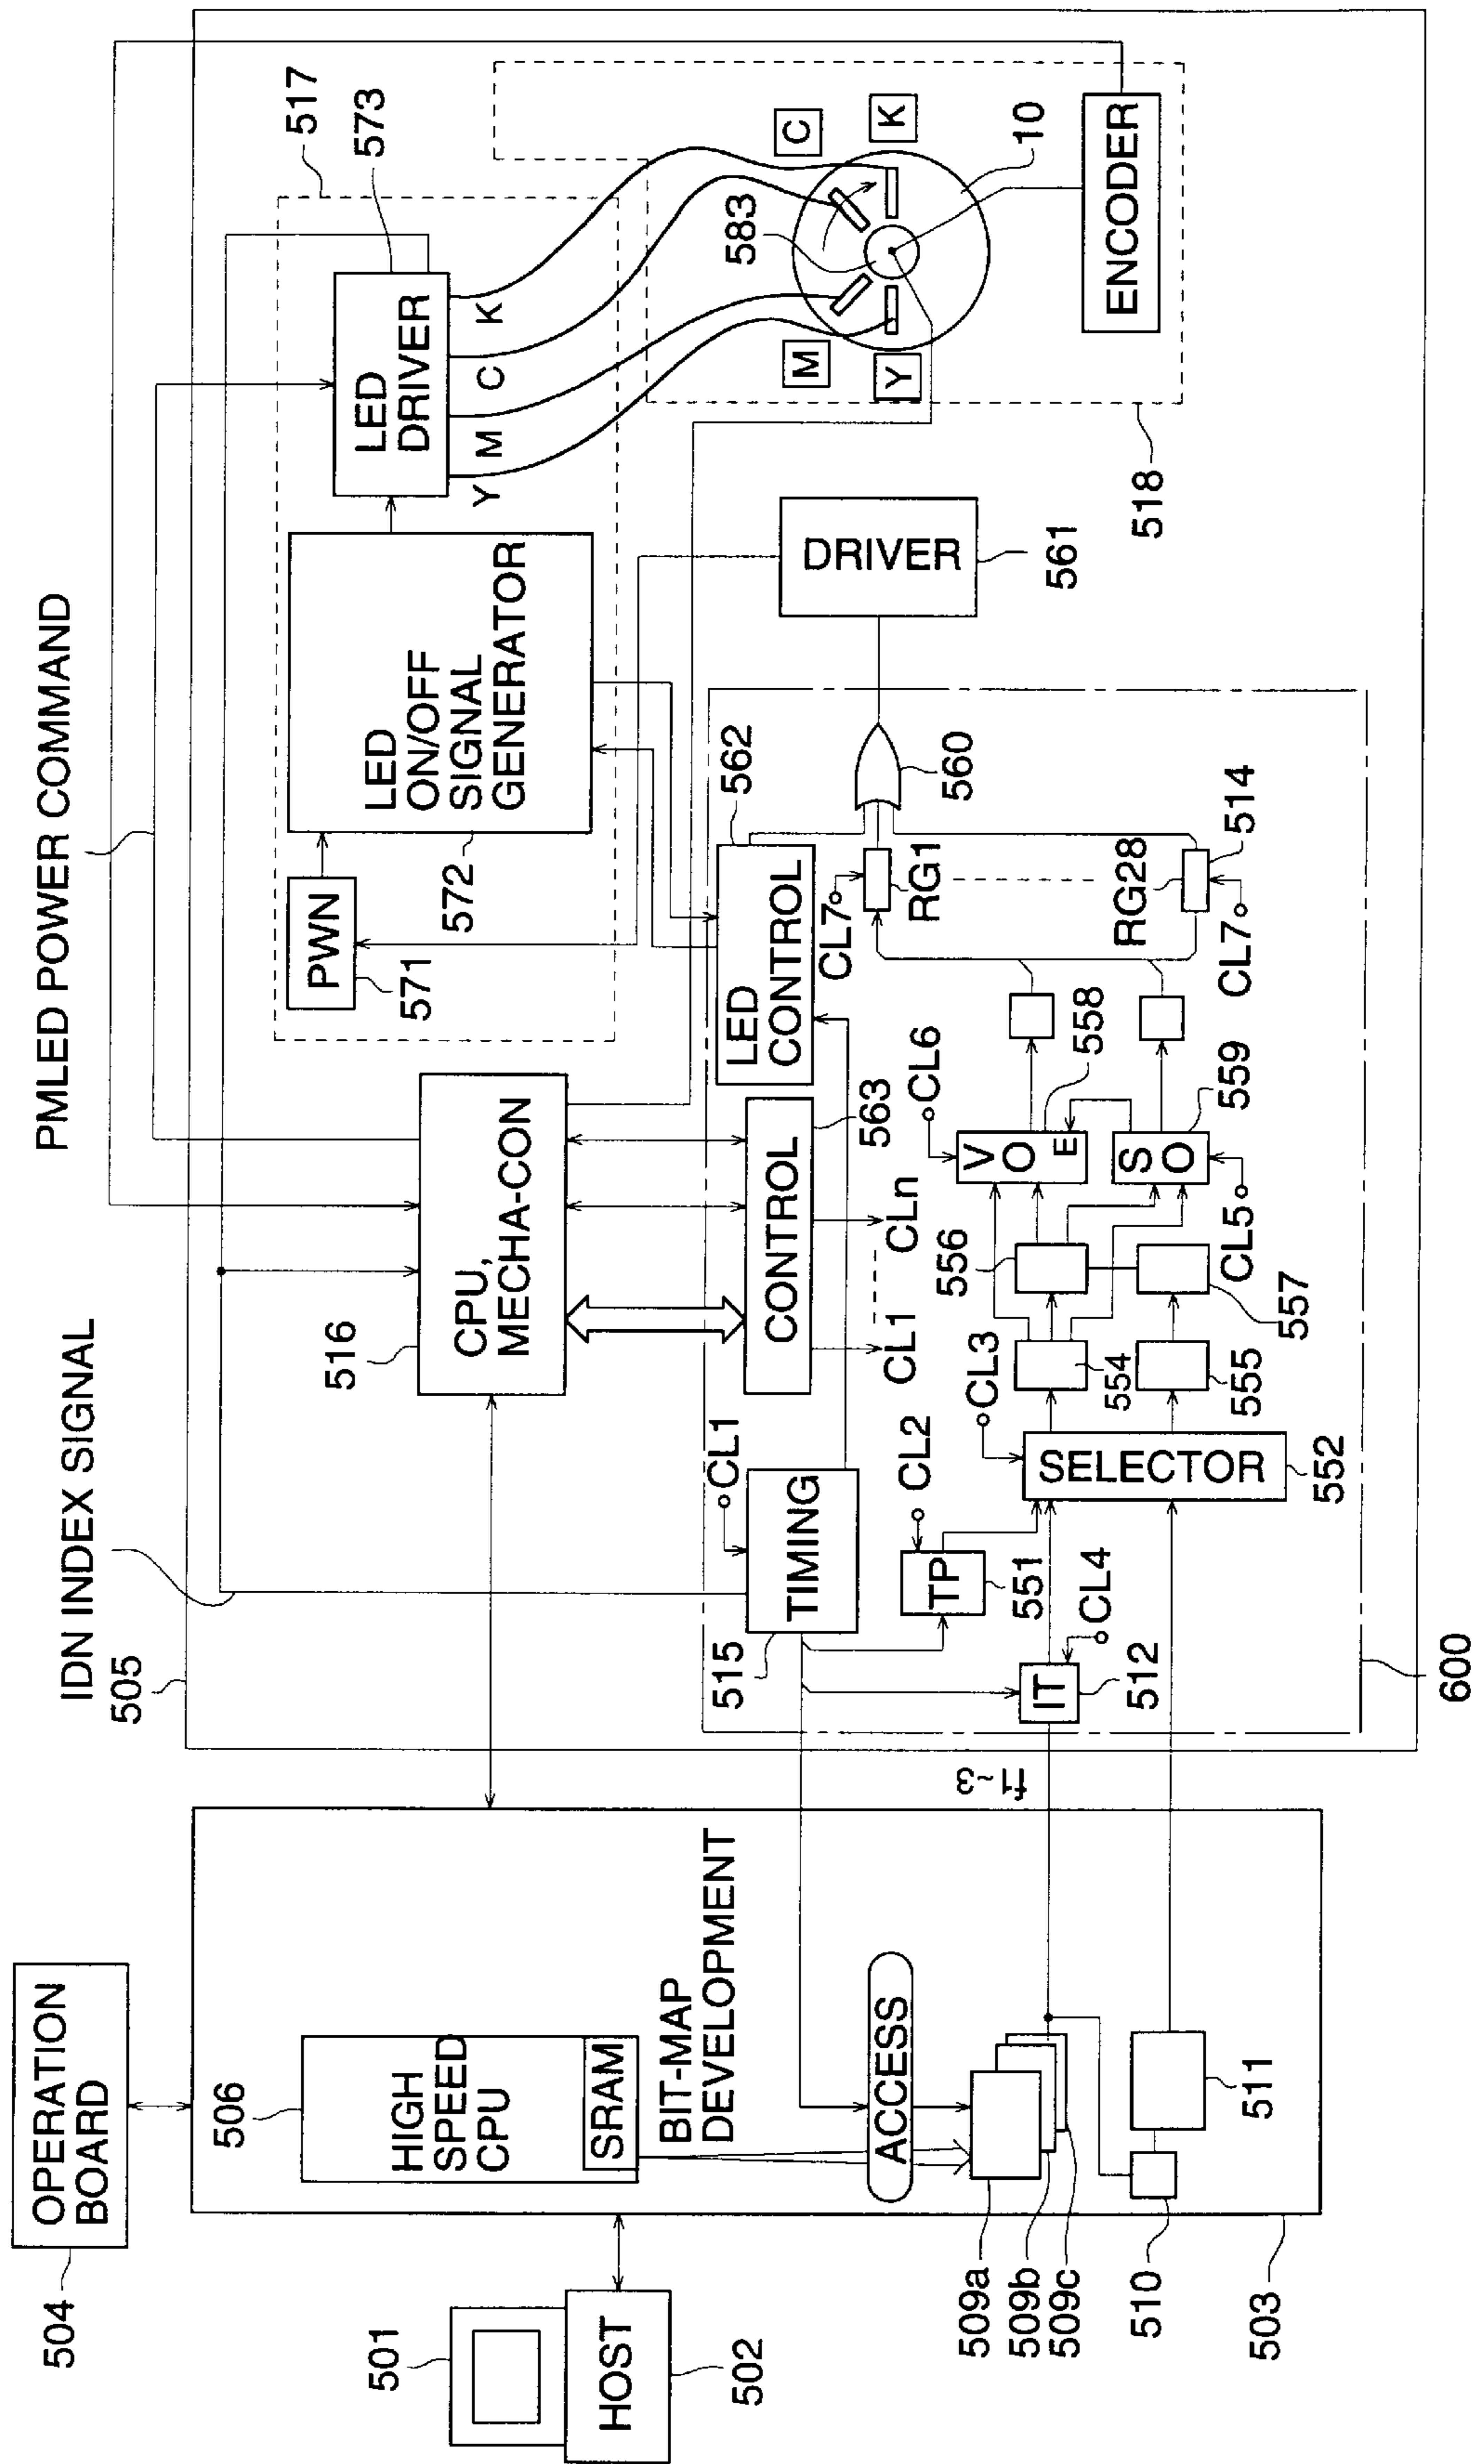 PMLED POWER COMMAND
IDN INDEX SIGNAL
505
517
573
LED
DRIVER
Y
M
C
K
LED
ON/OFF
SIGNAL
GENERATOR
572
PWN
571
516
CPU,
MECHA-CON
504
OPERATION
BOARD
506
HIGH
SPEED
CPU
SRAM
BIT-MAP
DEVELOPMENT
501
HOST
502
ACCESS
509a
509b
509c
510
511
503
f1~3
515
TIMING
CL1
CONTROL
563
CL1
CLn
LED
CONTROL
562
TP
551
CL2
IT
512
CL4
SELECTOR
552
CL3
554
555
556
557
V
O
E
558
CL6
S
O
559
CL5
CL7
RG1
RG28
514
CL7
560
DRIVER
561
518
583
M
Y
C
K
10
ENCODER
600